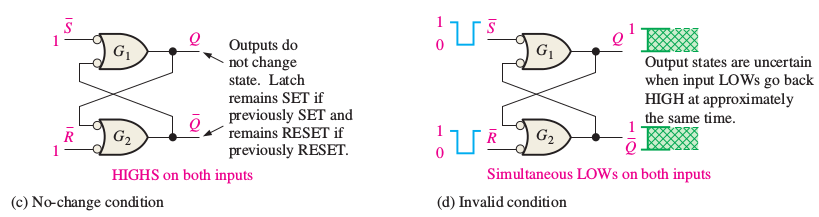 S̅
1
G₁
Q
Outputs do
not change
state. Latch
remains SET if
previously SET and
remains RESET if
previously RESET.
Q̅
G₂
R̅
1
HIGHS on both inputs
(c) No-change condition
1
0
S̅
G₁
Q
1
Output states are uncertain
when input LOWs go back
HIGH at approximately
the same time.
1
0
R̅
G₂
1
Q̅
Simultaneous LOWs on both inputs
(d) Invalid condition